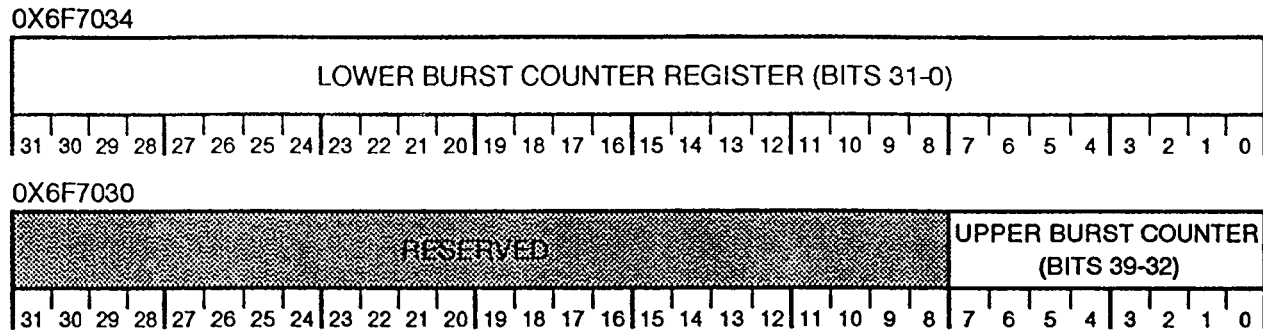 0X6F7034
LOWER BURST COUNTER REGISTER (BITS 31-0)
31 30 29 28 27 26 25 24 23 22 21 20 19 18 17 16 15 14 13 12 11 10 9 8 7 6 5 4 3 2 1 0
0X6F7030
RESERVED
UPPER BURST COUNTER
(BITS 39-32)
31 30 29 28 27 26 25 24 23 22 21 20 19 18 17 16 15 14 13 12 11 10 9 8 7 6 5 4 3 2 1 0